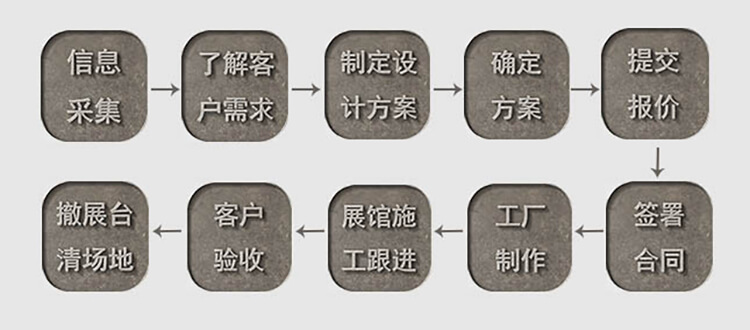 信息
采集
了解客
户需求
制定设
计方案
确定
方案
提交
报价
签署
合同
工厂
制作
展馆施
工跟进
客户
验收
撤展台
清场地